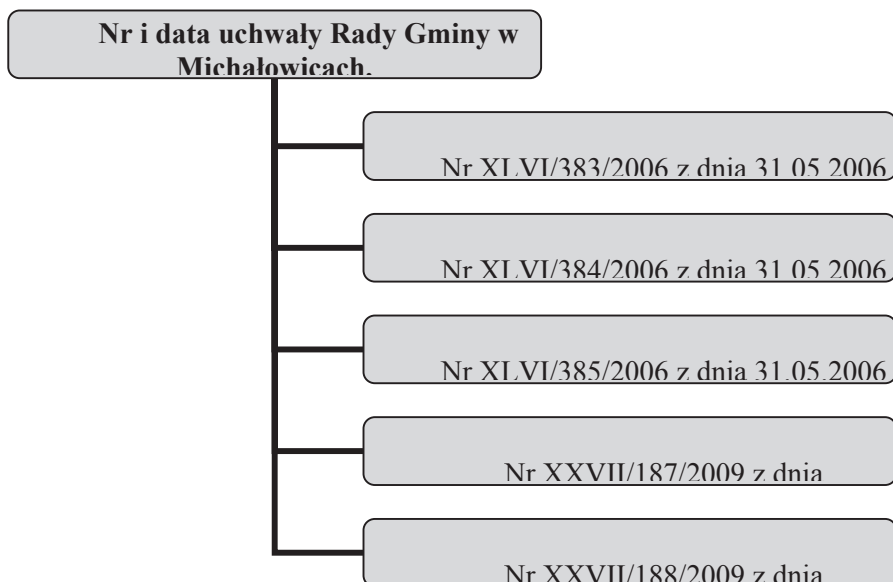 Nr i data uchwały Rady Gminy w
Michałowicach.
Nr XLVI/383/2006 z dnia 31.05.2006
Nr XLVI/384/2006 z dnia 31.05.2006
Nr XLVI/385/2006 z dnia 31.05.2006
Nr XXVII/187/2009 z dnia
Nr XXVII/188/2009 z dnia